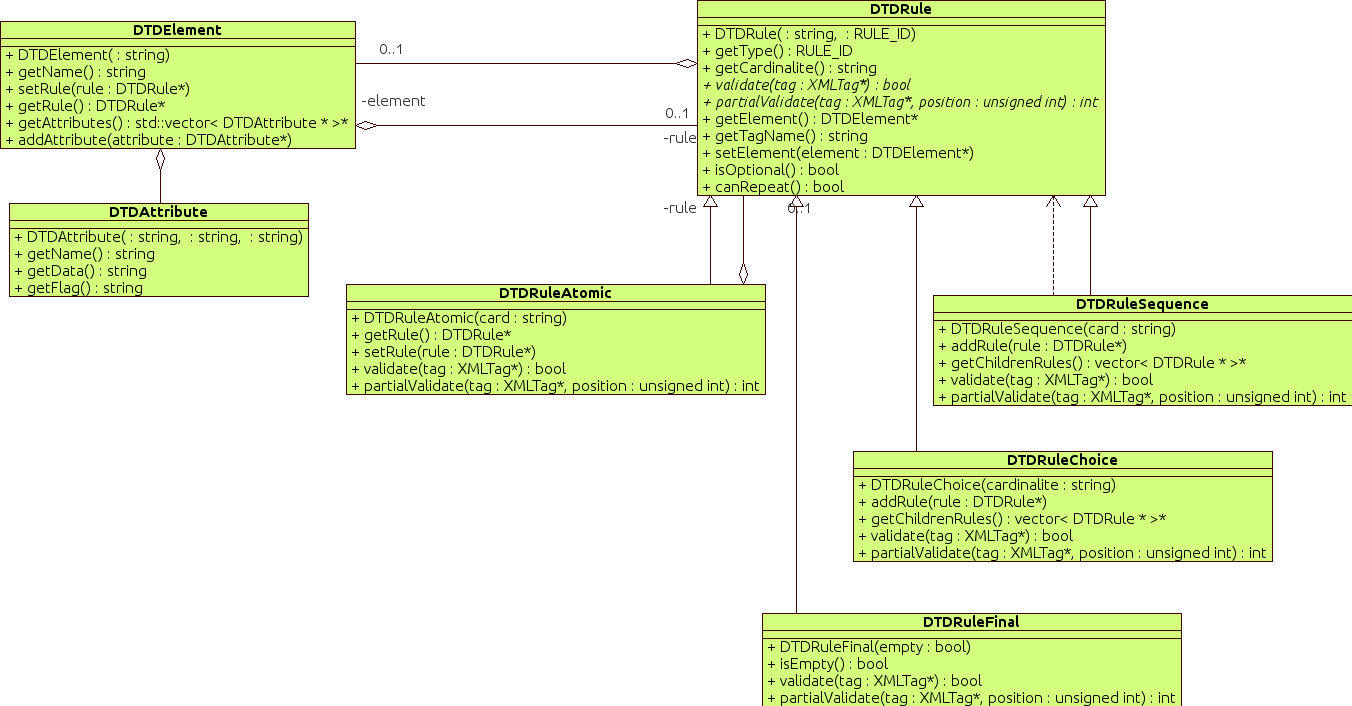 DTDElement
+ DTDElement( : string)
+ getName() : string
+ setRule(rule : DTDRule*)
+ getRule() : DTDRule*
+ getAttributes() : std::vector< DTDAttribute * >*
+ addAttribute(attribute : DTDAttribute*)
0..1
-element
0..1
-rule
DTDRule
+ DTDRule( : string,  : RULE_ID)
+ getType() : RULE_ID
+ getCardinalite() : string
+ validate(tag : XMLTag*) : bool
+ partialValidate(tag : XMLTag*, position : unsigned int) : int
+ getElement() : DTDElement*
+ getTagName() : string
+ setElement(element : DTDElement*)
+ isOptional() : bool
+ canRepeat() : bool
-rule
0..1
DTDAttribute
+ DTDAttribute( : string,  : string,  : string)
+ getName() : string
+ getData() : string
+ getFlag() : string
DTDRuleAtomic
+ DTDRuleAtomic(card : string)
+ getRule() : DTDRule*
+ setRule(rule : DTDRule*)
+ validate(tag : XMLTag*) : bool
+ partialValidate(tag : XMLTag*, position : unsigned int) : int
DTDRuleSequence
+ DTDRuleSequence(card : string)
+ addRule(rule : DTDRule*)
+ getChildrenRules() : vector< DTDRule * >*
+ validate(tag : XMLTag*) : bool
+ partialValidate(tag : XMLTag*, position : unsigned int) : int
DTDRuleChoice
+ DTDRuleChoice(cardinalite : string)
+ addRule(rule : DTDRule*)
+ getChildrenRules() : vector< DTDRule * >*
+ validate(tag : XMLTag*) : bool
+ partialValidate(tag : XMLTag*, position : unsigned int) : int
DTDRuleFinal
+ DTDRuleFinal(empty : bool)
+ isEmpty() : bool
+ validate(tag : XMLTag*) : bool
+ partialValidate(tag : XMLTag*, position : unsigned int) : int